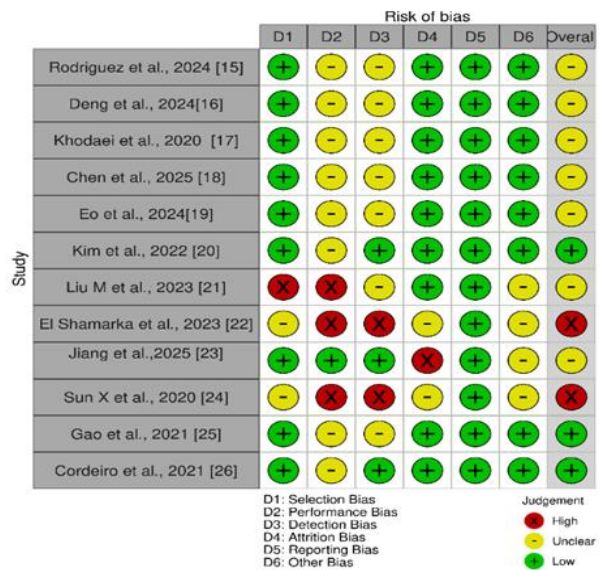 Risk of bias
D1 D2 D3 D4 D5 D6 Overal
Study
Rodriguez et al., 2024 [15] + - - + + + -
Deng et al., 2024[16] + - - + + + -
Khodaei et al., 2020 [17] + - - + + + -
Chen et al., 2025 [18] + - - + + + -
Eo et al., 2024[19] + - - + + + -
Kim et al., 2022 [20] + - + + + + +
Liu M et al., 2023 [21] X X - + + - -
El Shamarka et al., 2023 [22] - X X - + - X
Jiang et al.,2025 [23] + + + X + - -
Sun X et al., 2020 [24] - X X - + - X
Gao et al., 2021 [25] + - - + + + +
Cordeiro et al., 2021 [26] + - + + + + +
D1: Selection Bias
D2: Performance Bias
D3: Detection Bias
D4: Attrition Bias
D5: Reporting Bias
D6: Other Bias
Judgement
X High
- Unclear
+ Low